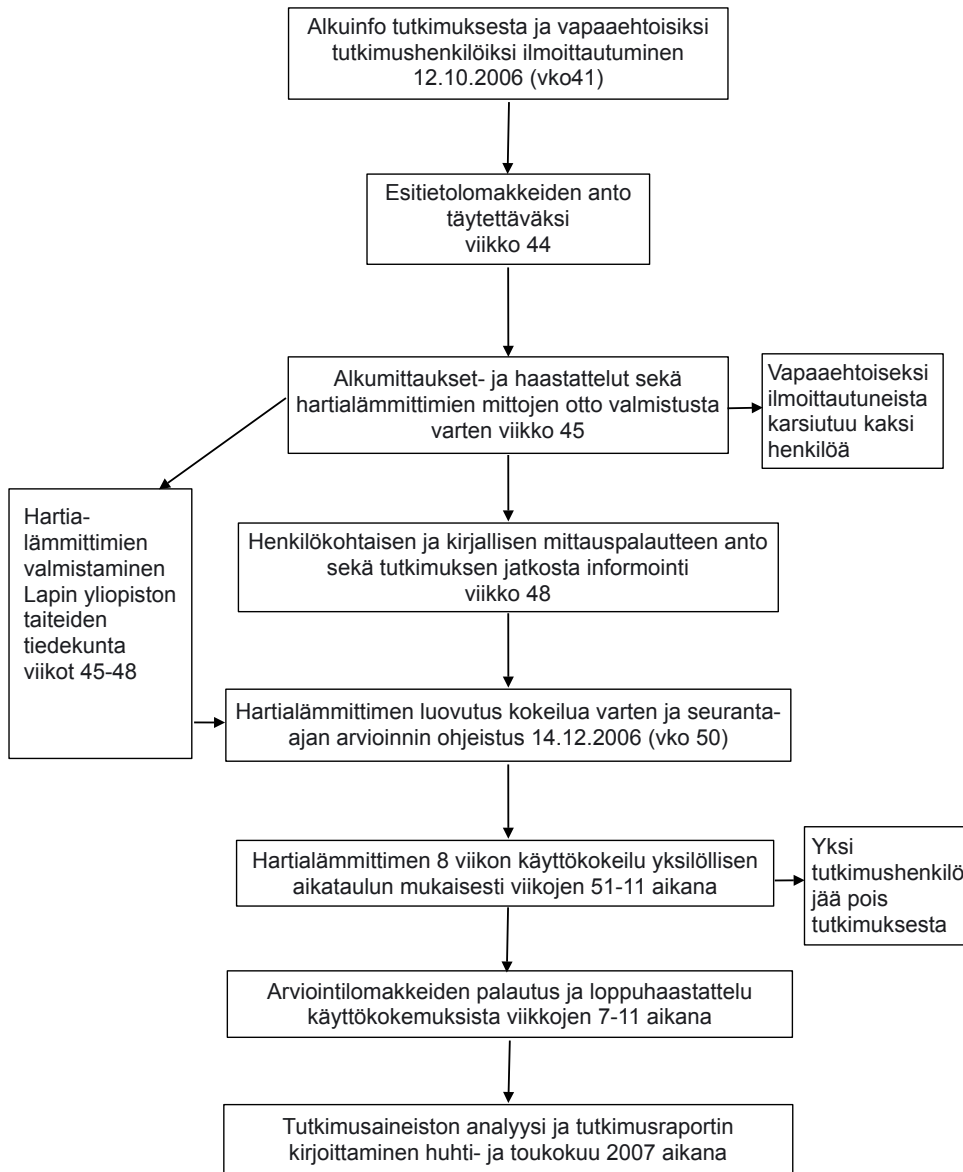 Alkuinfo tutkimuksesta ja vapaaehtoisiksi
tutkimushenkilöiksi ilmoittautuminen
12.10.2006 (vko41)
Esitietolomakkeiden anto
täytettäväksi
viikko 44
Alkumittaukset- ja haastattelut sekä
hartialämmittimien mittojen otto valmistusta
varten viikko 45
Vapaaehtoiseksi
ilmoittautuneista
karsiutuu kaksi
henkilöä
Hartia-
lämmittimien
valmistaminen
Lapin yliopiston
taiteiden
tiedekunta
viikot 45-48
Henkilökohtaisen ja kirjallisen mittauspalautteen anto
sekä tutkimuksen jatkosta informointi
viikko 48
Hartialämmittimen luovutus kokeilua varten ja seuranta-
ajan arvioinnin ohjeistus 14.12.2006 (vko 50)
Hartialämmittimen 8 viikon käyttökokeilu yksilöllisen
aikataulun mukaisesti viikojen 51-11 aikana
Yksi
tutkimushenkilö
jää pois
tutkimuksesta
Arviointilomakkeiden palautus ja loppuhaastattelu
käyttökokemuksista viikkojen 7-11 aikana
Tutkimusaineiston analyysi ja tutkimusraportin
kirjoittaminen huhti- ja toukokuu 2007 aikana